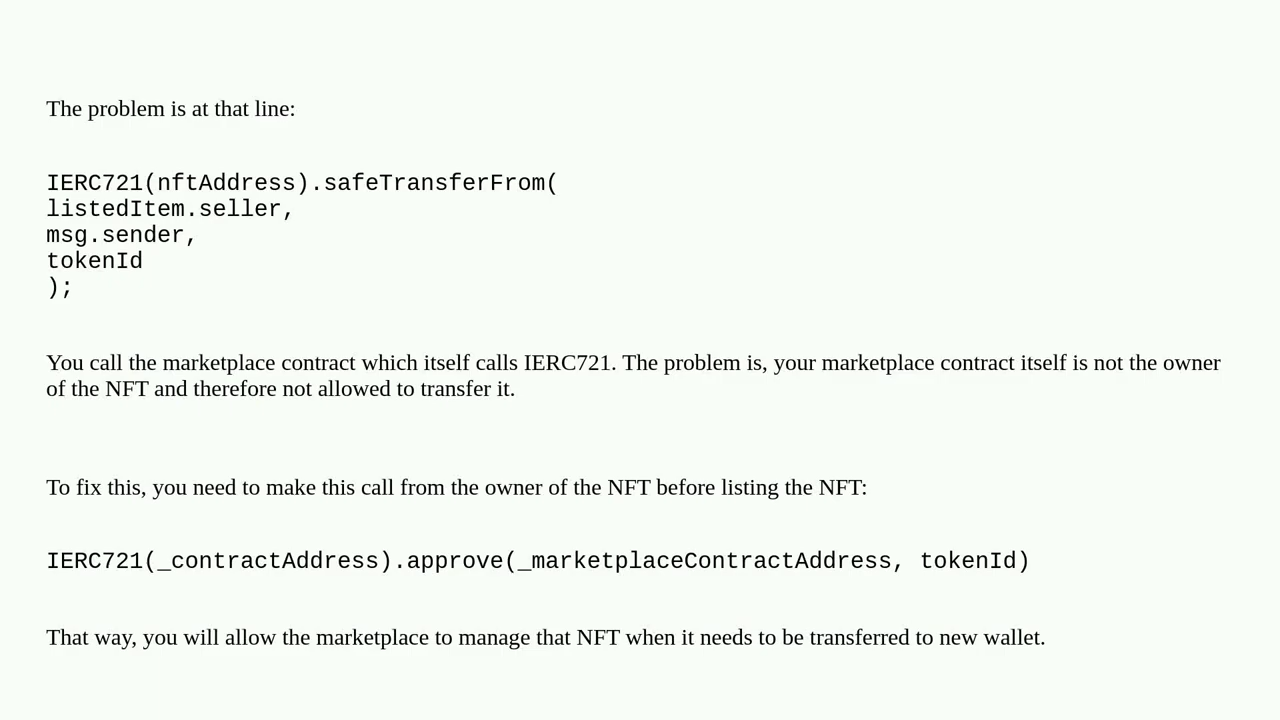 The problem is at that line:
IERC721(nftAddress).safeTransferFrom(
listedItem.seller,
msg.sender,
tokenId
);
You call the marketplace contract which itself calls IERC721. The problem is, your marketplace contract itself is not the owner
of the NFT and therefore not allowed to transfer it.
To fix this, you need to make this call from the owner of the NFT before listing the NFT:
IERC721(_contractAddress).approve(_marketplaceContractAddress, tokenId)
That way, you will allow the marketplace to manage that NFT when it needs to be transferred to new wallet.